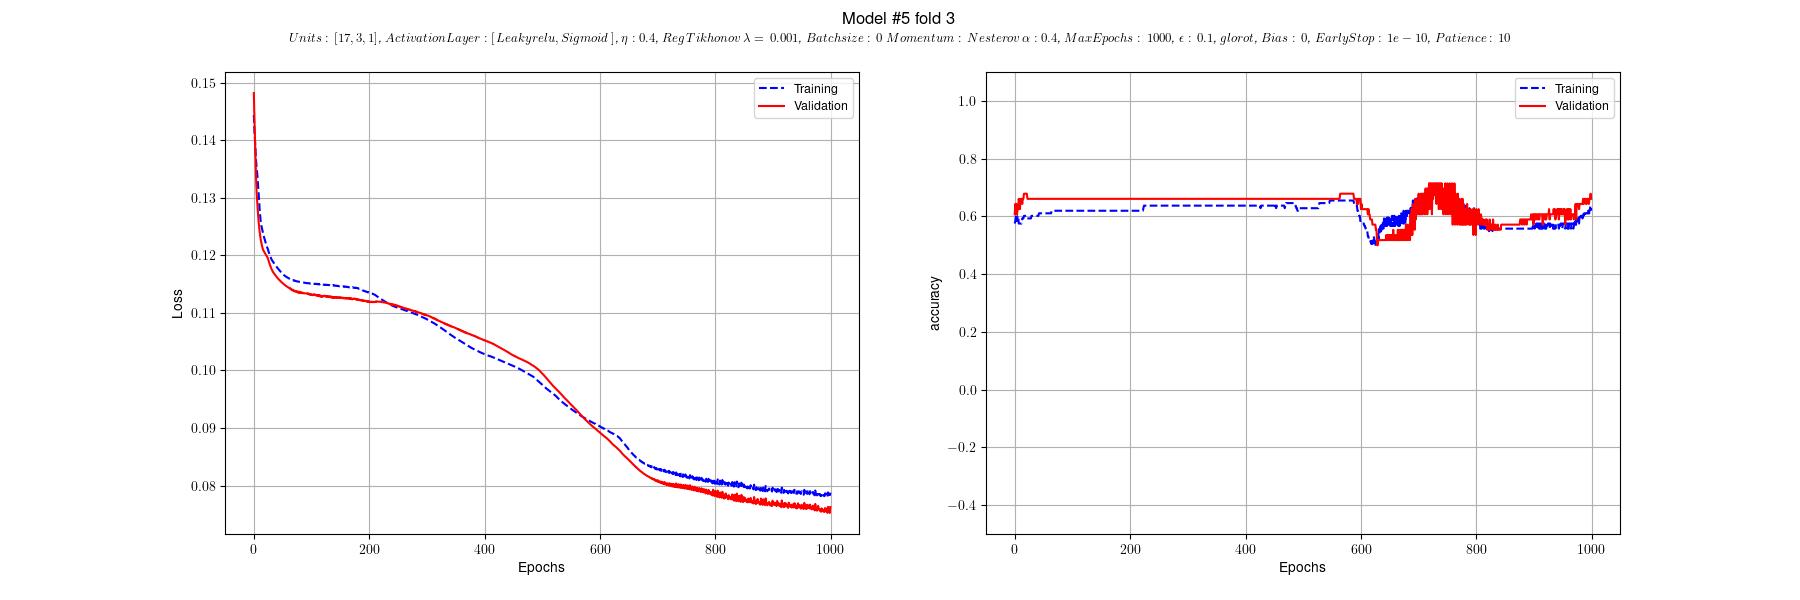 Model #5 fold 3
Units : [17, 3, 1], ActivationLayer : [Leakyrelu, Sigmoid ], η : 0.4, RegTikhonov λ = 0.001, Batchsize : 0 Momentum : Nesterov α : 0.4, MaxEpochs : 1000, ϵ : 0.1, glorot, Bias : 0, EarlyStop : 1e − 10, Patience : 10
0.15
0.14
0.13
0.12
0.11
0.10
0.09
0.08
Loss
0 200 400 600 800 1000
Epochs
Training
Validation
1.0
0.8
0.6
0.4
0.2
0.0
−0.2
−0.4
accuracy
0 200 400 600 800 1000
Epochs
Training
Validation